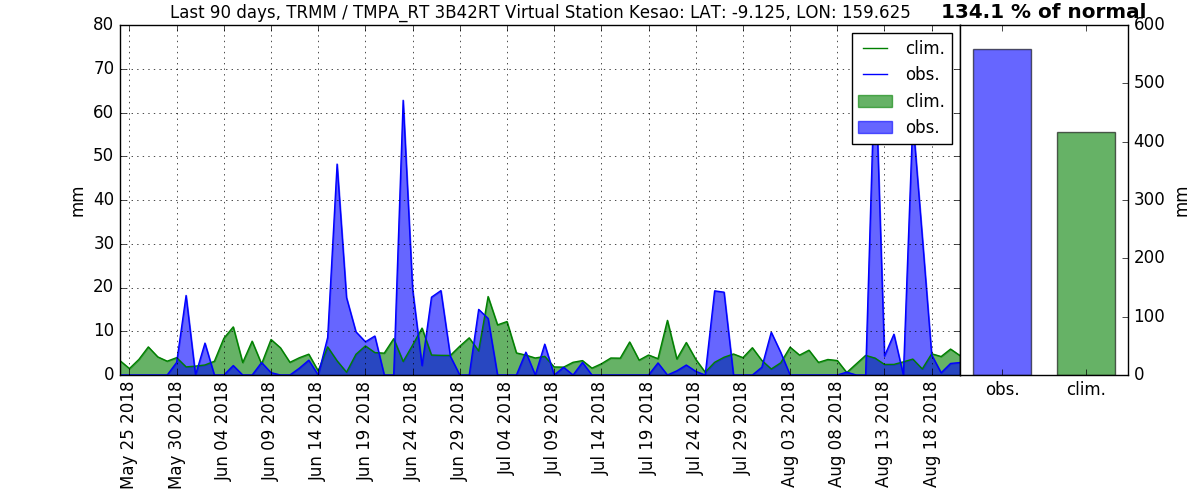 Last 90 days, TRMM / TMPA_RT 3B42RT Virtual Station Kesao: LAT: -9.125, LON: 159.625
134.1 % of normal
80
70
60
50
40
30
20
10
0
mm
clim.
obs.
clim.
obs.
600
500
400
300
200
100
0
mm
May 25 2018
May 30 2018
Jun 04 2018
Jun 09 2018
Jun 14 2018
Jun 19 2018
Jun 24 2018
Jun 29 2018
Jul 04 2018
Jul 09 2018
Jul 14 2018
Jul 19 2018
Jul 24 2018
Jul 29 2018
Aug 03 2018
Aug 08 2018
Aug 13 2018
Aug 18 2018
obs.
clim.